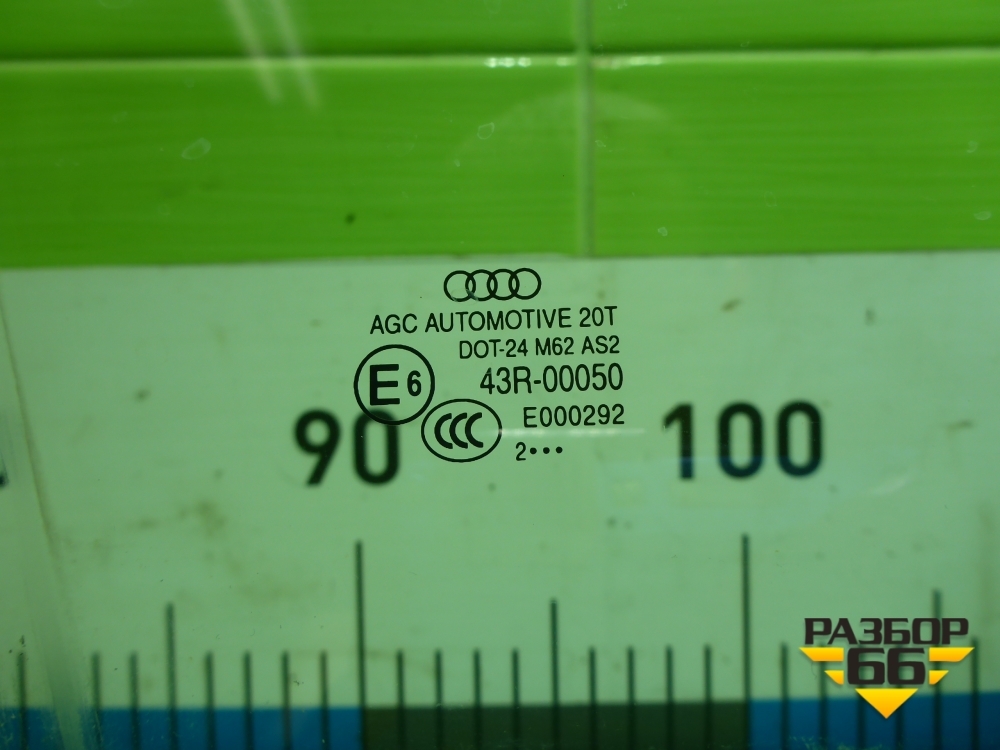 AGC AUTOMOTIVE 20T
DOT-24 M62 AS2
E6 43R-00050
CCC E000292
2•••
90 100
РАЗБОР
66